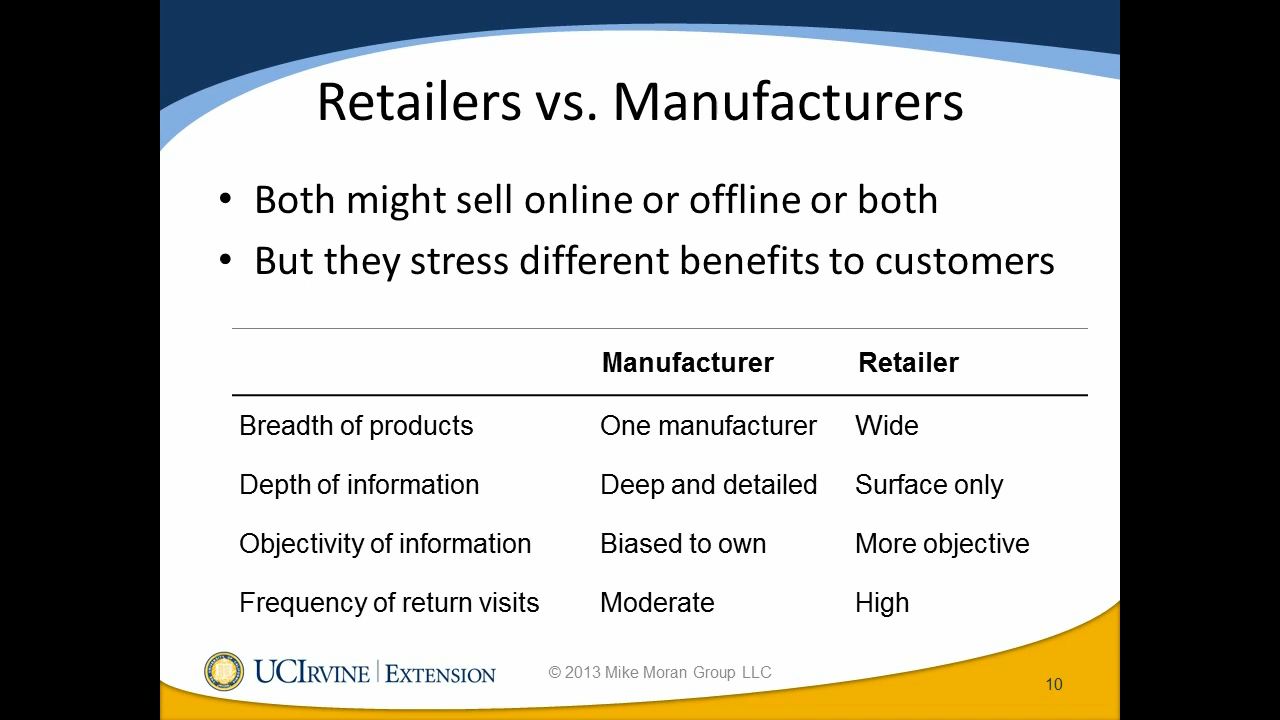 Retailers vs. Manufacturers
• Both might sell online or offline or both
• But they stress different benefits to customers
Manufacturer Retailer
Breadth of products One manufacturer Wide
Depth of information Deep and detailed Surface only
Objectivity of information Biased to own More objective
Frequency of return visits Moderate High
UCIRVINE | EXTENSION © 2013 Mike Moran Group LLC
10